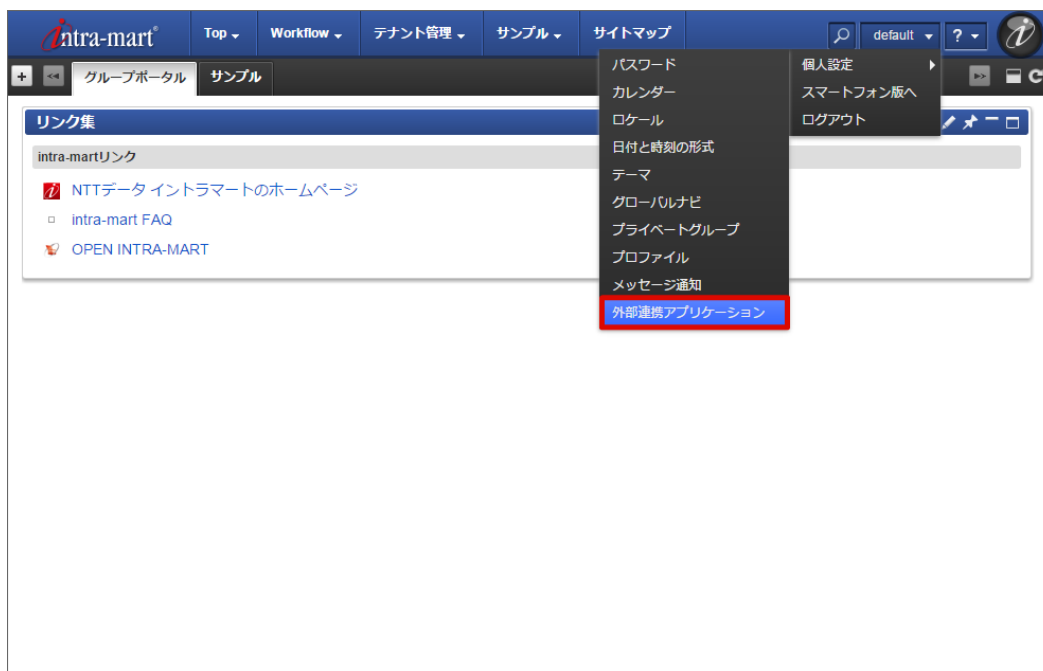 intra-mart® Top Workflow テナント管理 サンプル サイトマップ default ?
グループポータル サンプル
パスワード
カレンダー
ロケール
日付と時刻の形式
テーマ
グローバルナビ
プライベートグループ
プロファイル
メッセージ通知
外部連携アプリケーション
個人設定
スマートフォン版へ
ログアウト
リンク集
intra-martリンク
NTTデータ イントラマートのホームページ
intra-mart FAQ
OPEN INTRA-MART